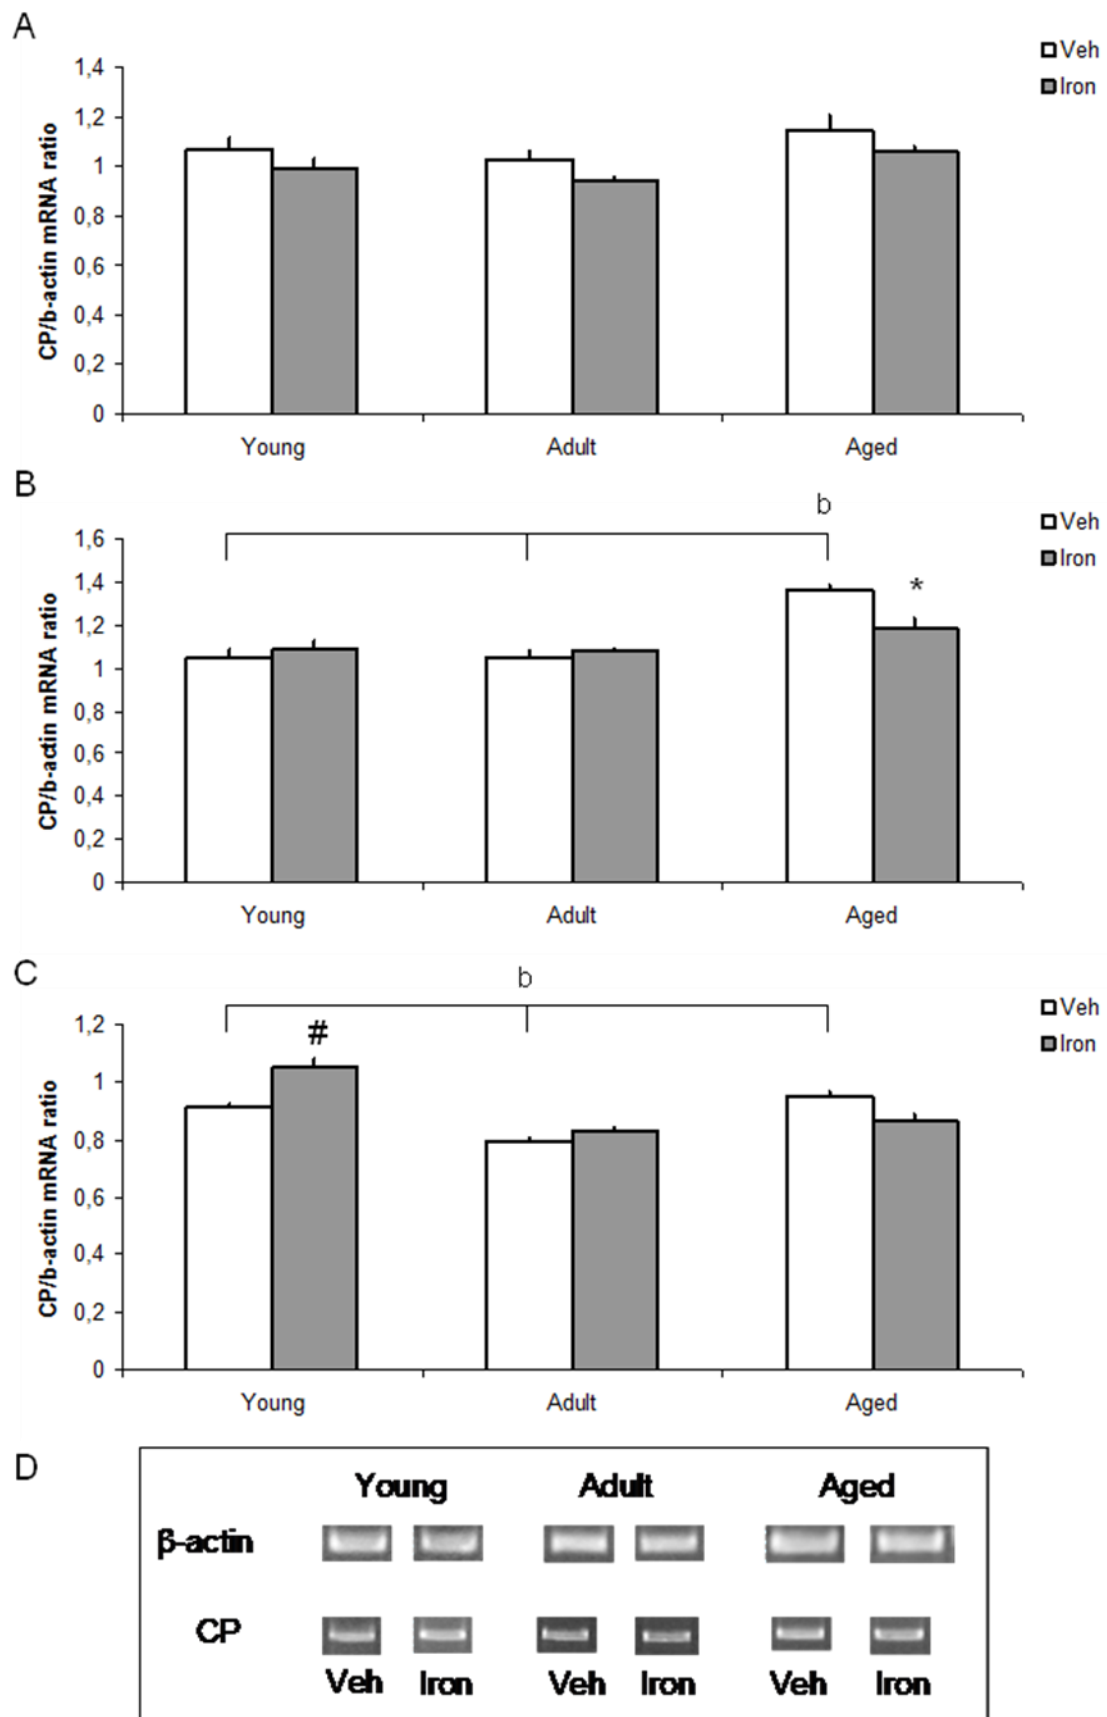 A
Veh
Iron
CP/b-actin mRNA ratio
1,4
1,2
1
0,8
0,6
0,4
0,2
0
Young Adult Aged
B
b
Veh
Iron
*
CP/b-actin mRNA ratio
1,6
1,4
1,2
1
0,8
0,6
0,4
0,2
0
Young Adult Aged
C
b
Veh
Iron
#
CP/b-actin mRNA ratio
1,2
1
0,8
0,6
0,4
0,2
0
Young Adult Aged
D
Young Adult Aged
β-actin
CP
Veh Iron Veh Iron Veh Iron